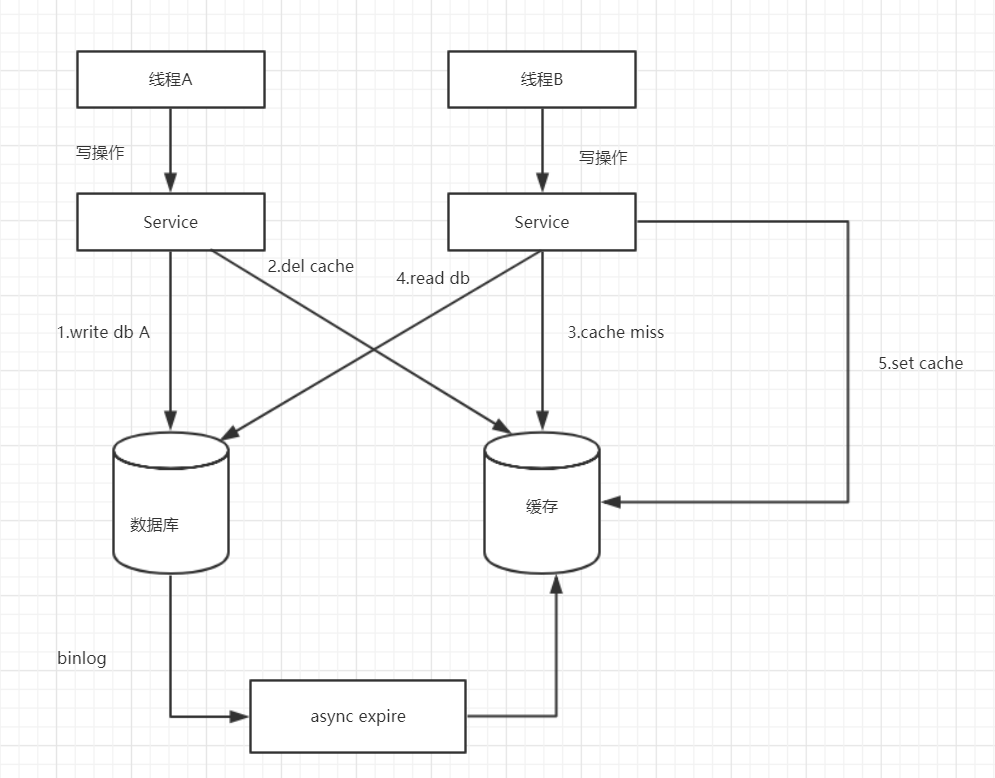 线程A
线程B
写操作
写操作
Service
Service
2.del cache
4.read db
1.write db A
3.cache miss
5.set cache
数据库
缓存
binlog
async expire